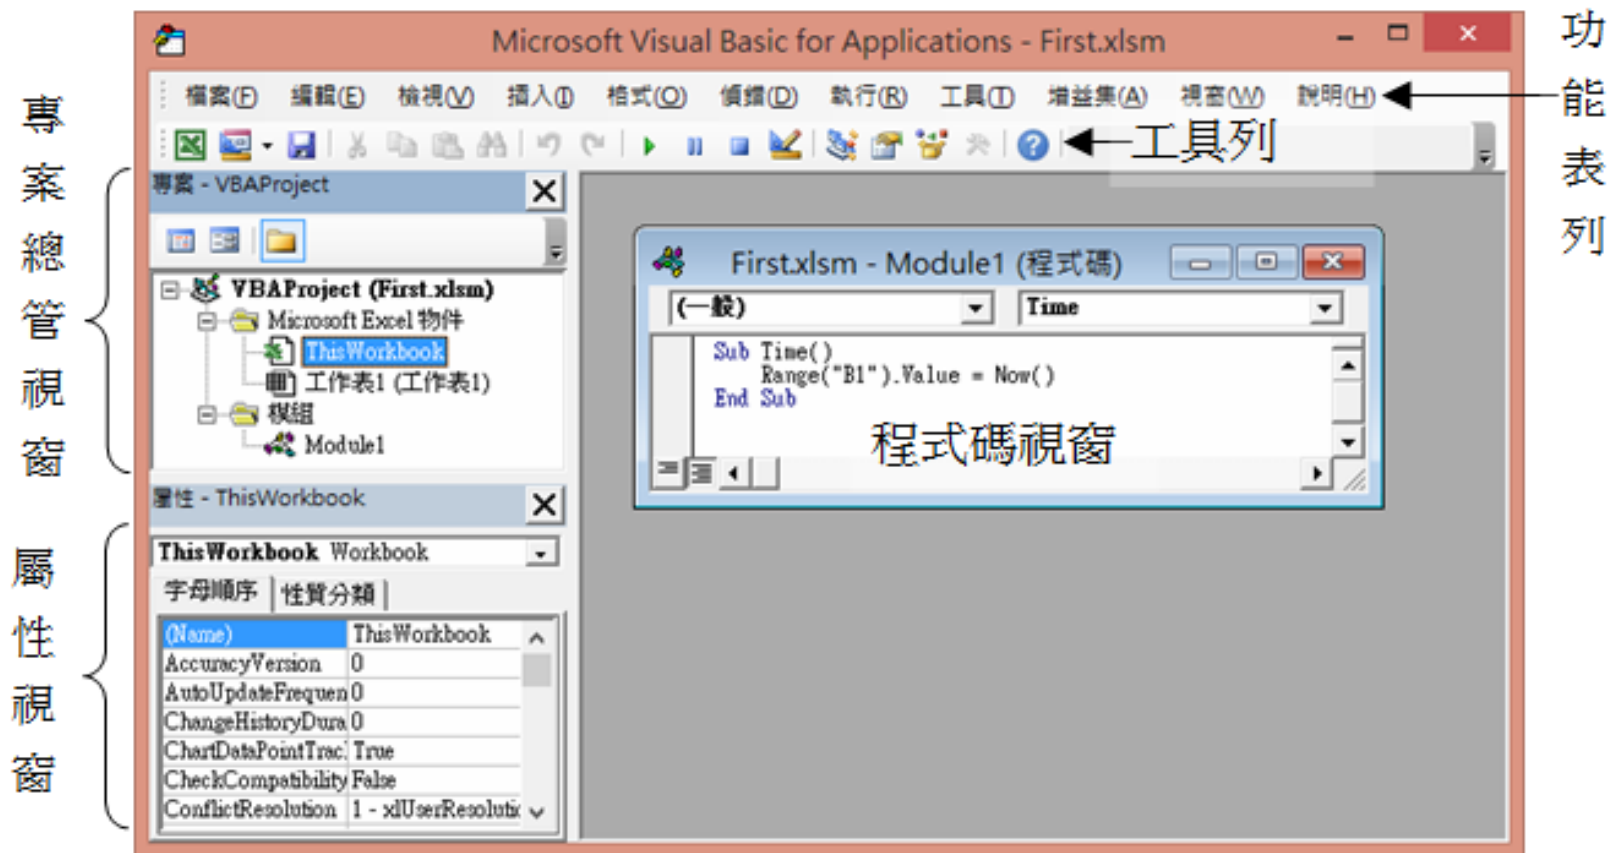 Microsoft Visual Basic for Applications - First.xlsm
檔案(F) 編輯(E) 檢視(V) 插入(I) 格式(O) 偵錯(D) 執行(R) 工具(T) 增益集(A) 視窗(W) 說明(H)
功能表列
工具列
專案總管視窗
專案 - VBAProject
VBAProject (First.xlsm)
Microsoft Excel 物件
ThisWorkbook
工作表1 (工作表1)
模組
Module1
First.xlsm - Module1 (程式碼)
(一般) Time
Sub Time()
Range("B1").Value = Now()
End Sub
程式碼視窗
屬性視窗
屬性 - ThisWorkbook
ThisWorkbook Workbook
字母順序 性質分類
(Name) ThisWorkbook
AccuracyVersion 0
AutoUpdateFrequen 0
ChangeHistoryDura 0
ChartDataPointTrac True
CheckCompatibility False
ConflictResolution 1 - xlUserResolutic